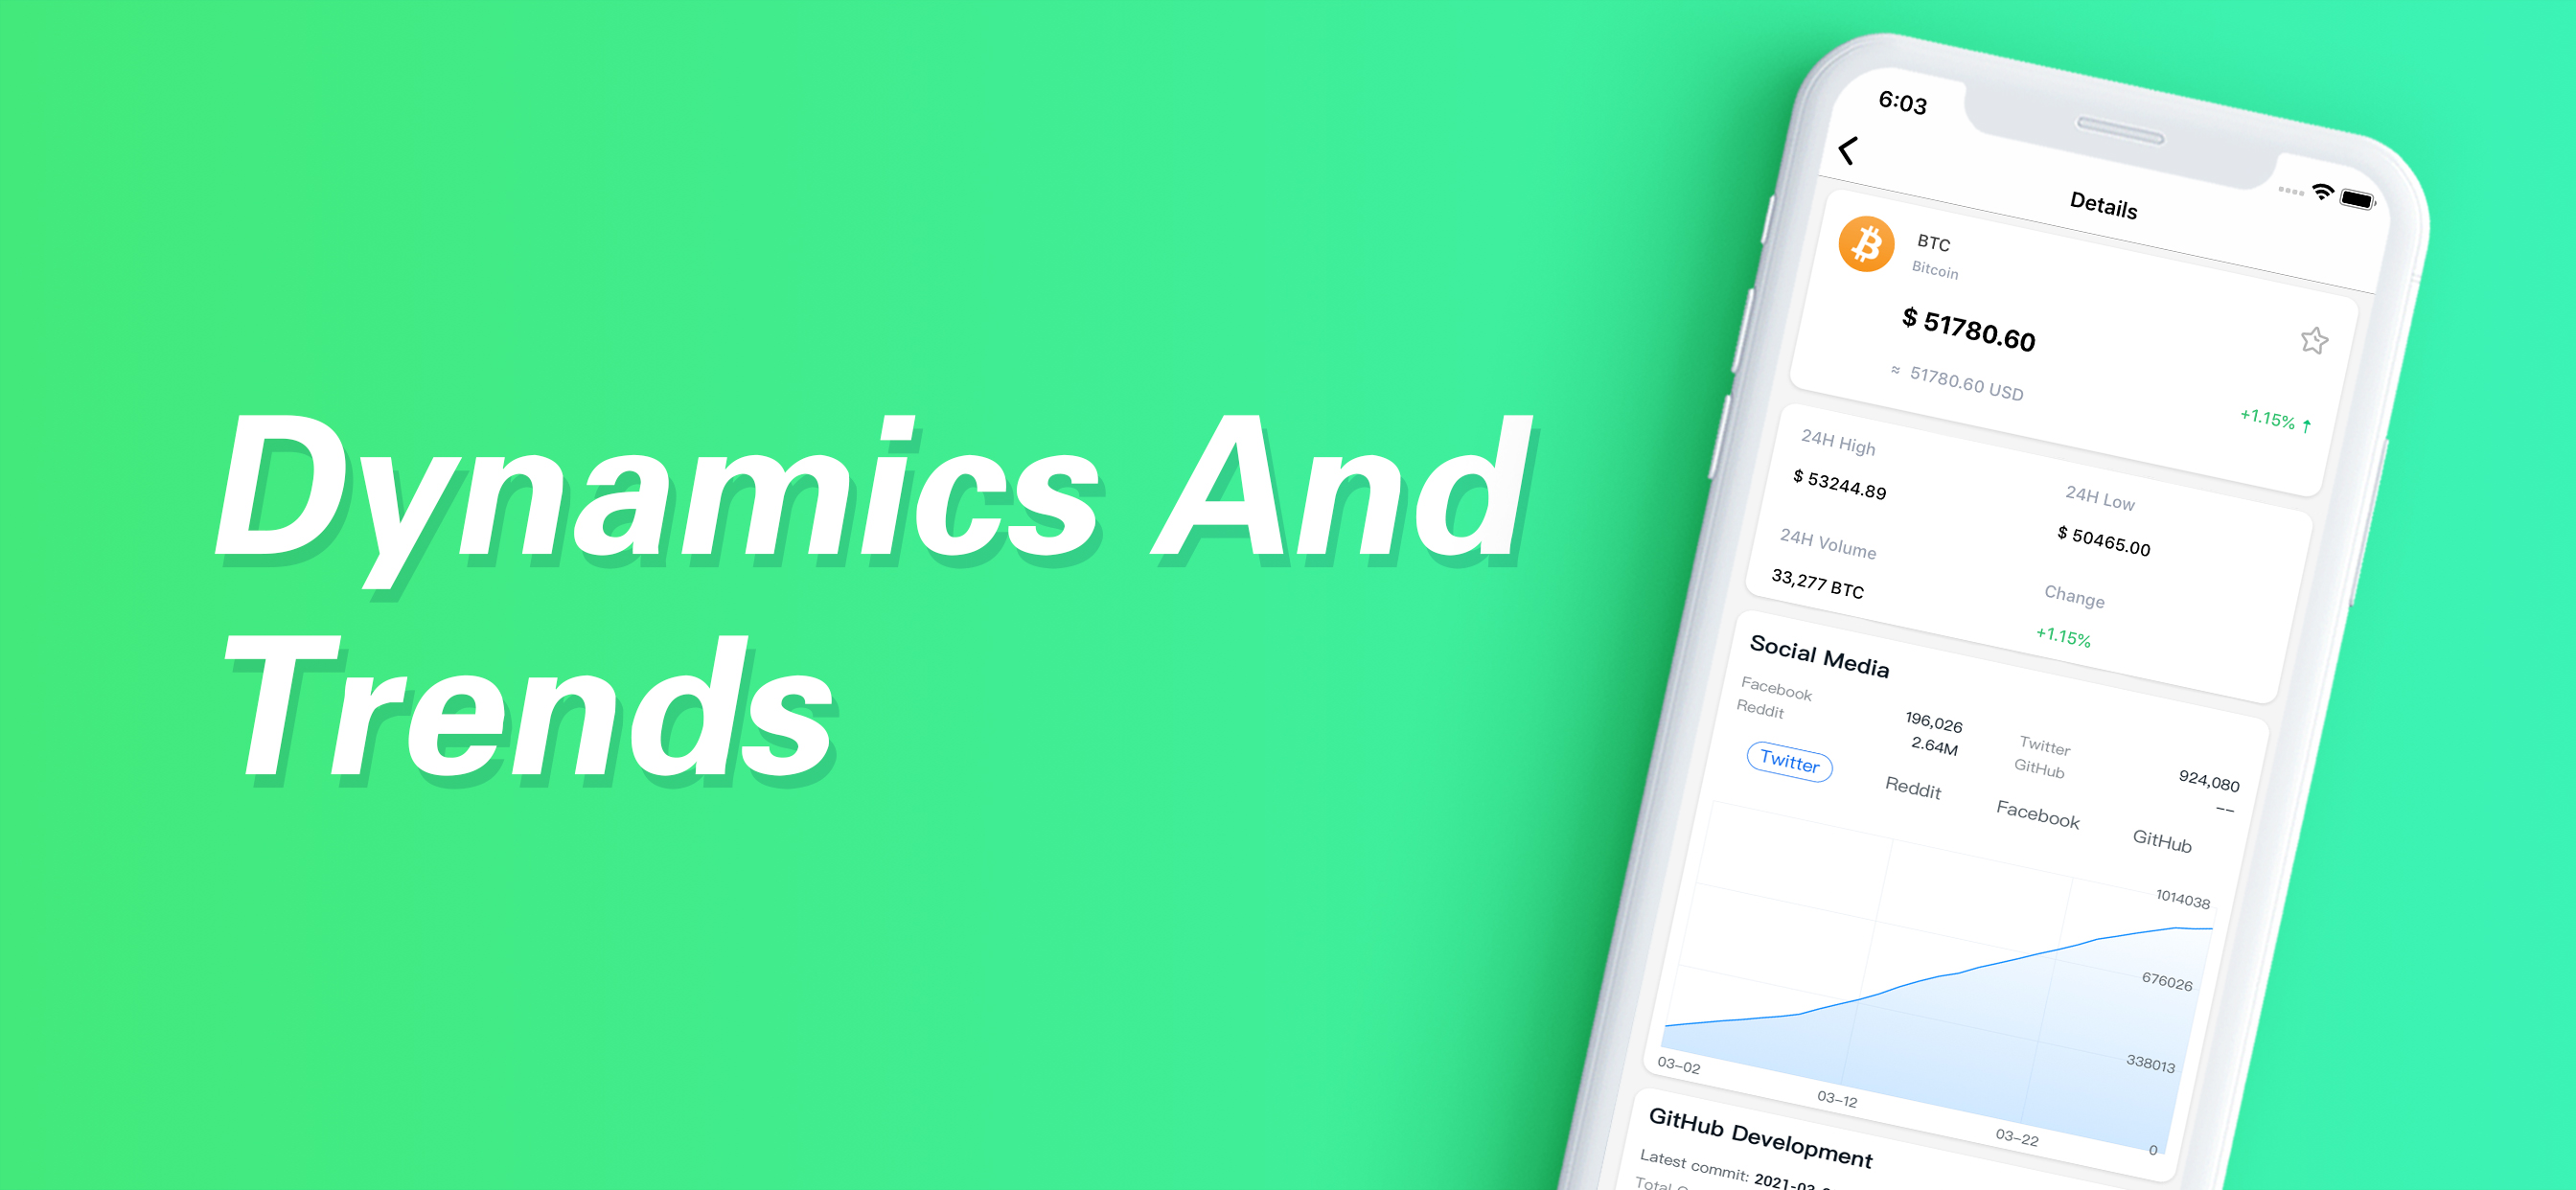 Dynamics And
Trends
6:03
Details
BTC
Bitcoin
$ 51780.60
≈ 51780.60 USD
+1.15% ↑
24H High
24H Low
$ 53244.89
$ 50465.00
24H Volume
Change
33,277 BTC
+1.15%
Social Media
Facebook 196,026 Twitter 924,080
Reddit 2.64M GitHub --
Twitter Reddit Facebook GitHub
1014038
676026
338013
0
03-02 03-12 03-22
GitHub Development
Latest commit: 2021-03